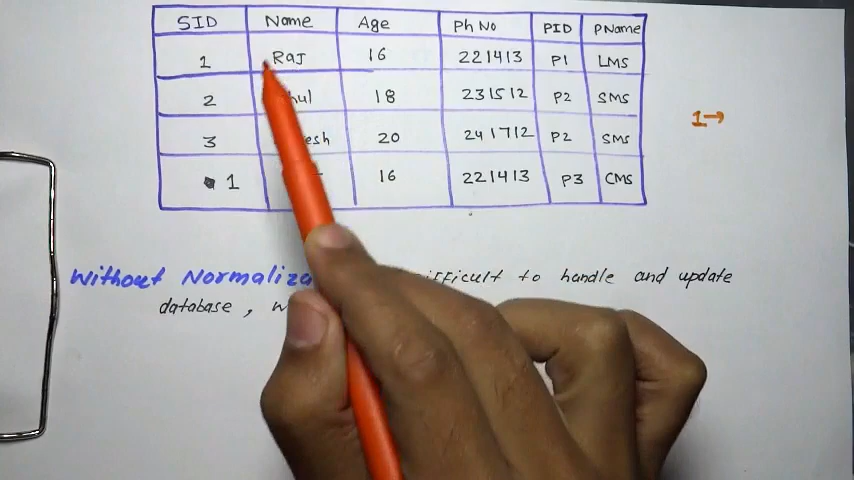 SID Name Age Ph No PID PName
1 Raj 16 221413 P1 LMS
2 18 231512 P2 SMS
3 20 241712 P2 SMS
1 16 221413 P3 CMS
1→
Without difficult to handle and update
database ,